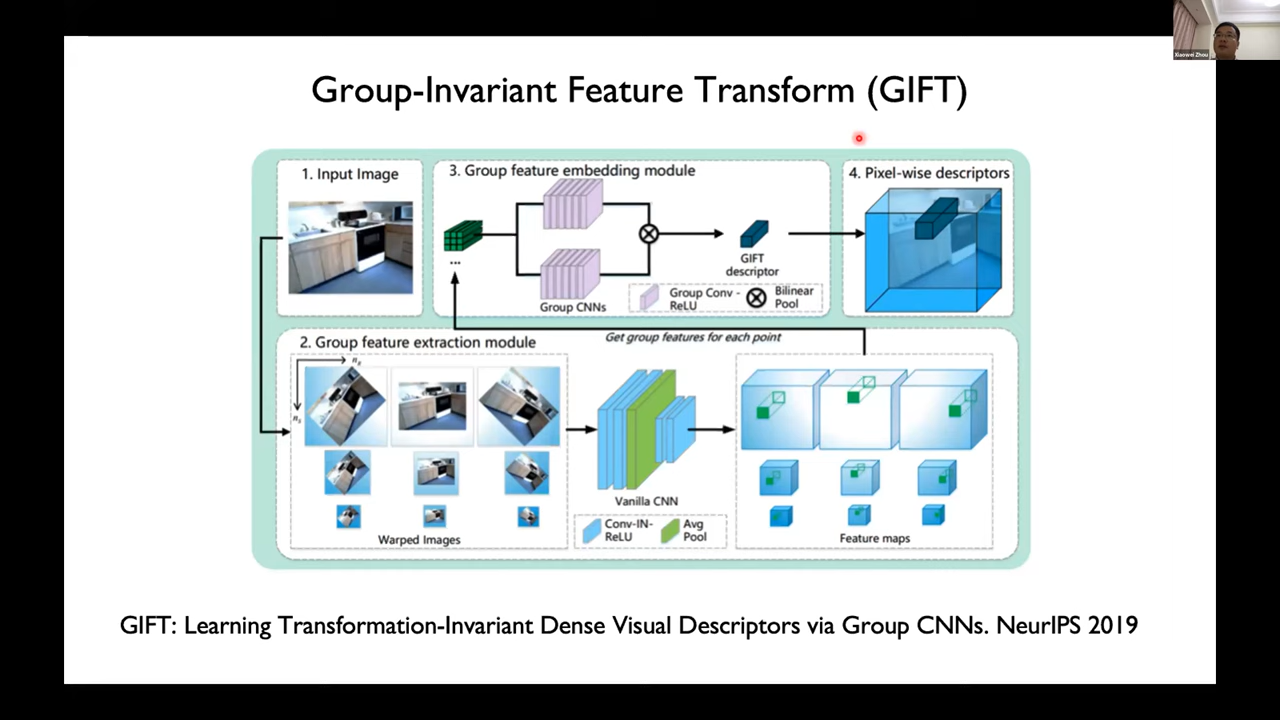 Xiaowei Zhou
Group-Invariant Feature Transform (GIFT)
1. Input Image
3. Group feature embedding module
...
Group CNNs
GIFT
descriptor
Group Conv -
ReLU
Bilinear
Pool
4. Pixel-wise descriptors
Get group features for each point
2. Group feature extraction module
Warped Images
Vanilla CNN
Conv-IN-
ReLU
Avg
Pool
Feature maps
GIFT: Learning Transformation-Invariant Dense Visual Descriptors via Group CNNs. NeurIPS 2019